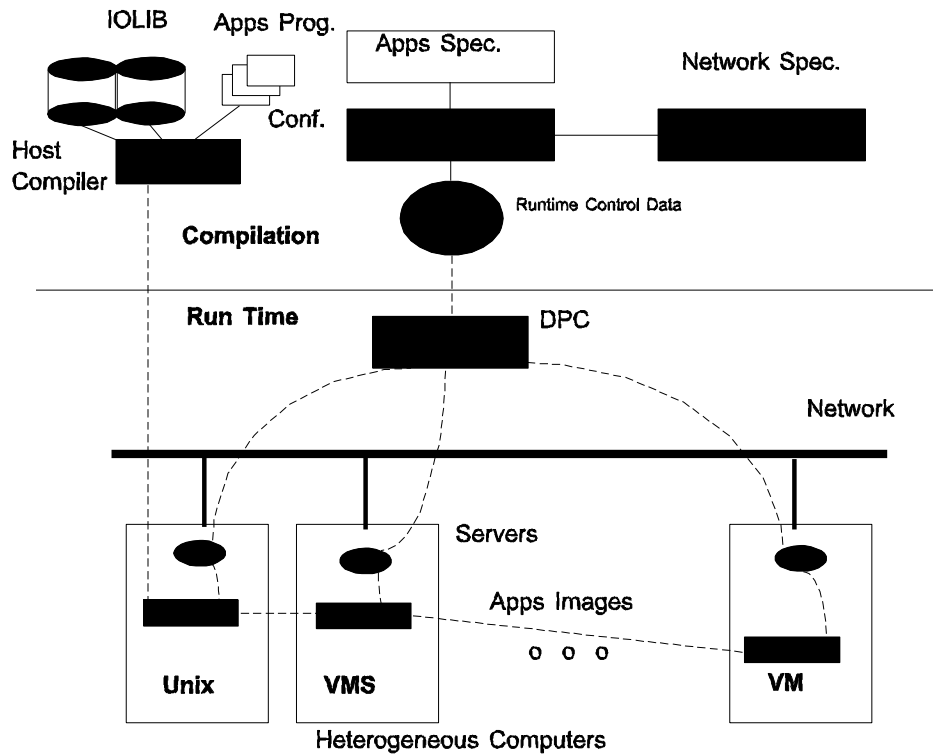 IOLIB
Apps Prog.
Apps Spec.
Network Spec.
Conf.
Host
Compiler
Runtime Control Data
Compilation
Run Time
DPC
Network
Servers
Apps Images
o o o
Unix
VMS
VM
Heterogeneous Computers